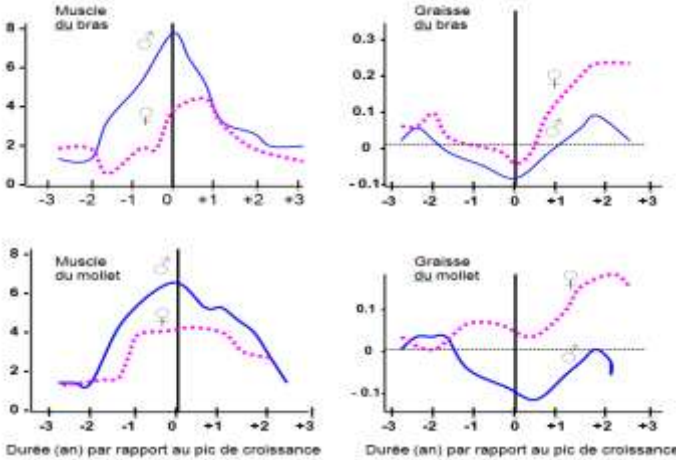 Muscle
du bras
♂
♀
8
6
4
2
0
-3 -2 -1 0 +1 +2 +3
Graisse
du bras
♀
♂
0.3
0.2
0.1
0
- 0.1
-3 -2 -1 0 +1 +2 +3
Muscle
du mollet
♂
♀
8
6
4
2
0
-3 -2 -1 0 +1 +2 +3
Durée (an) par rapport au pic de croissance
Graisse
du mollet
♀
♂
0.1
0
- 0.1
-3 -2 -1 0 +1 +2 +3
Durée (an) par rapport au pic de croissance